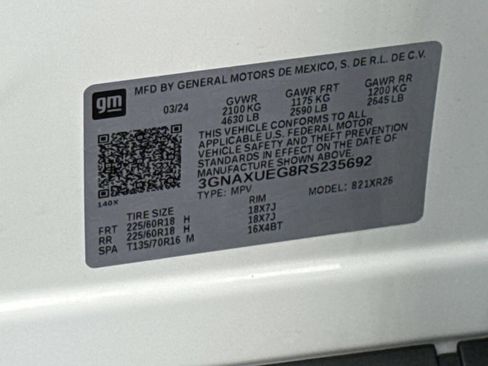 MFD BY GENERAL MOTORS DE MEXICO, S. DE R.L. DE C.V.
gm
03/24 GVWR GAWR FRT GAWR RR
2100 KG 1175 KG 1200 KG
4630 LB 2590 LB 2645 LB
THIS VEHICLE CONFORMS TO ALL
APPLICABLE U.S. FEDERAL MOTOR
VEHICLE SAFETY AND THEFT PREVENTION
STANDARDS IN EFFECT ON THE DATE OF
MANUFACTURE SHOWN ABOVE.
3GNAXUEG8RS235692
TYPE: MPV MODEL: 821XR26
140X
TIRE SIZE RIM
FRT 225/60R18 H 18X7J
RR 225/60R18 H 18X7J
SPA T135/70R16 M 16X4BT